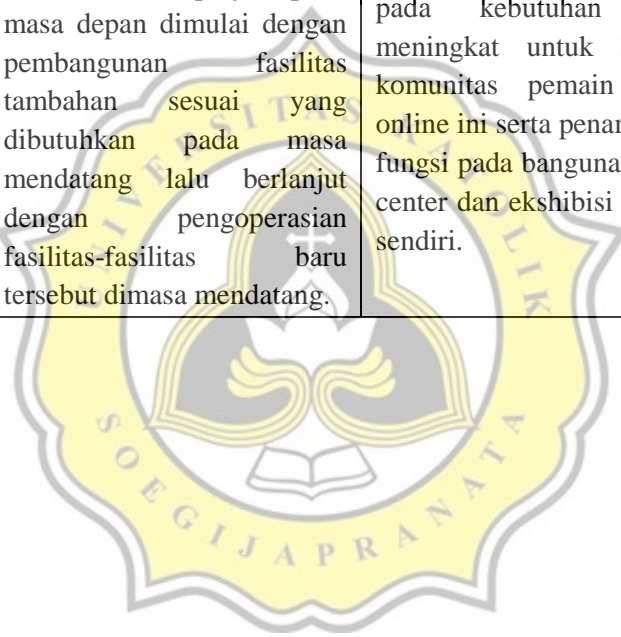 masa depan dimulai dengan
pembangunan fasilitas
tambahan sesuai yang
dibutuhkan pada masa
mendatang lalu berlanjut
dengan pengoperasian
fasilitas-fasilitas baru
tersebut dimasa mendatang.
pada kebutuhan
meningkat untuk
komunitas pemain
online ini serta
fungsi pada
center dan ekshibisi
sendiri.
UNIVERSITAS KATOLIK
SOEGIJAPRANATA